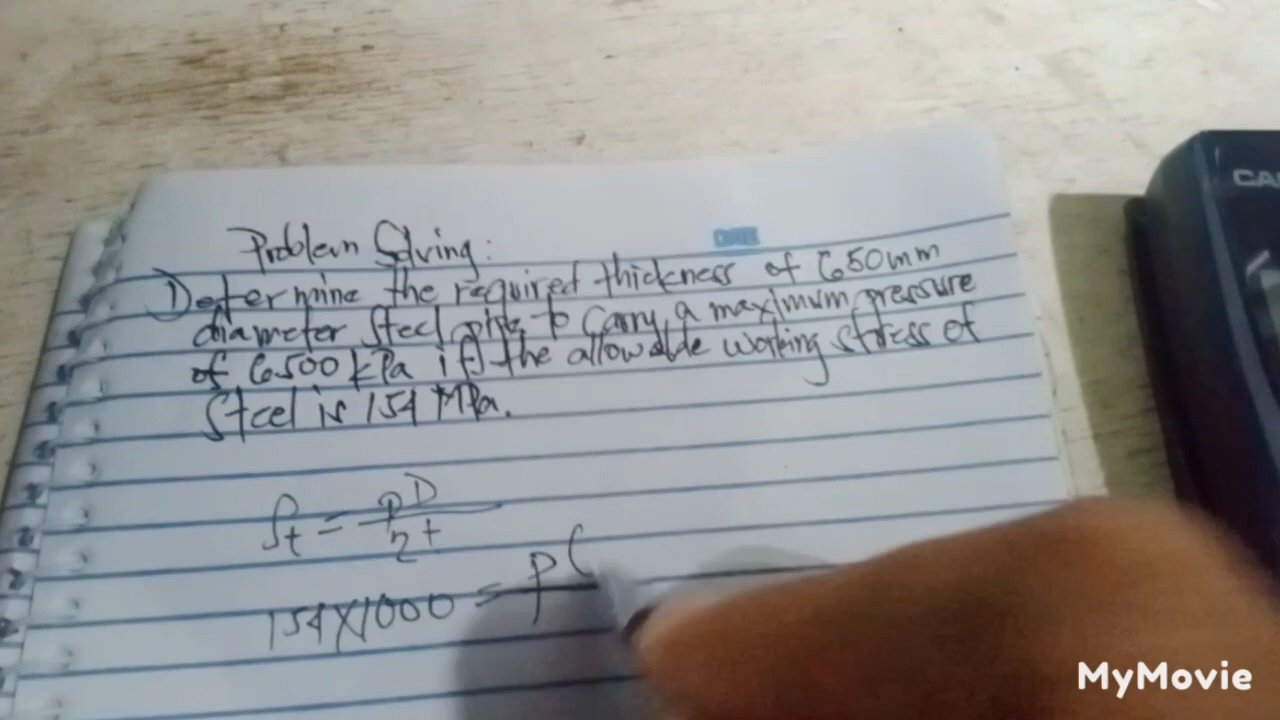 Problem Solving:
1) Determine the required thickness of 650mm
diameter steel pipe to carry a maximum pressure
of 6500 kPa if the allowable working stress of
steel is 154 MPa.
St = pD / 2t
154x1000 = P (
CA
MyMovie